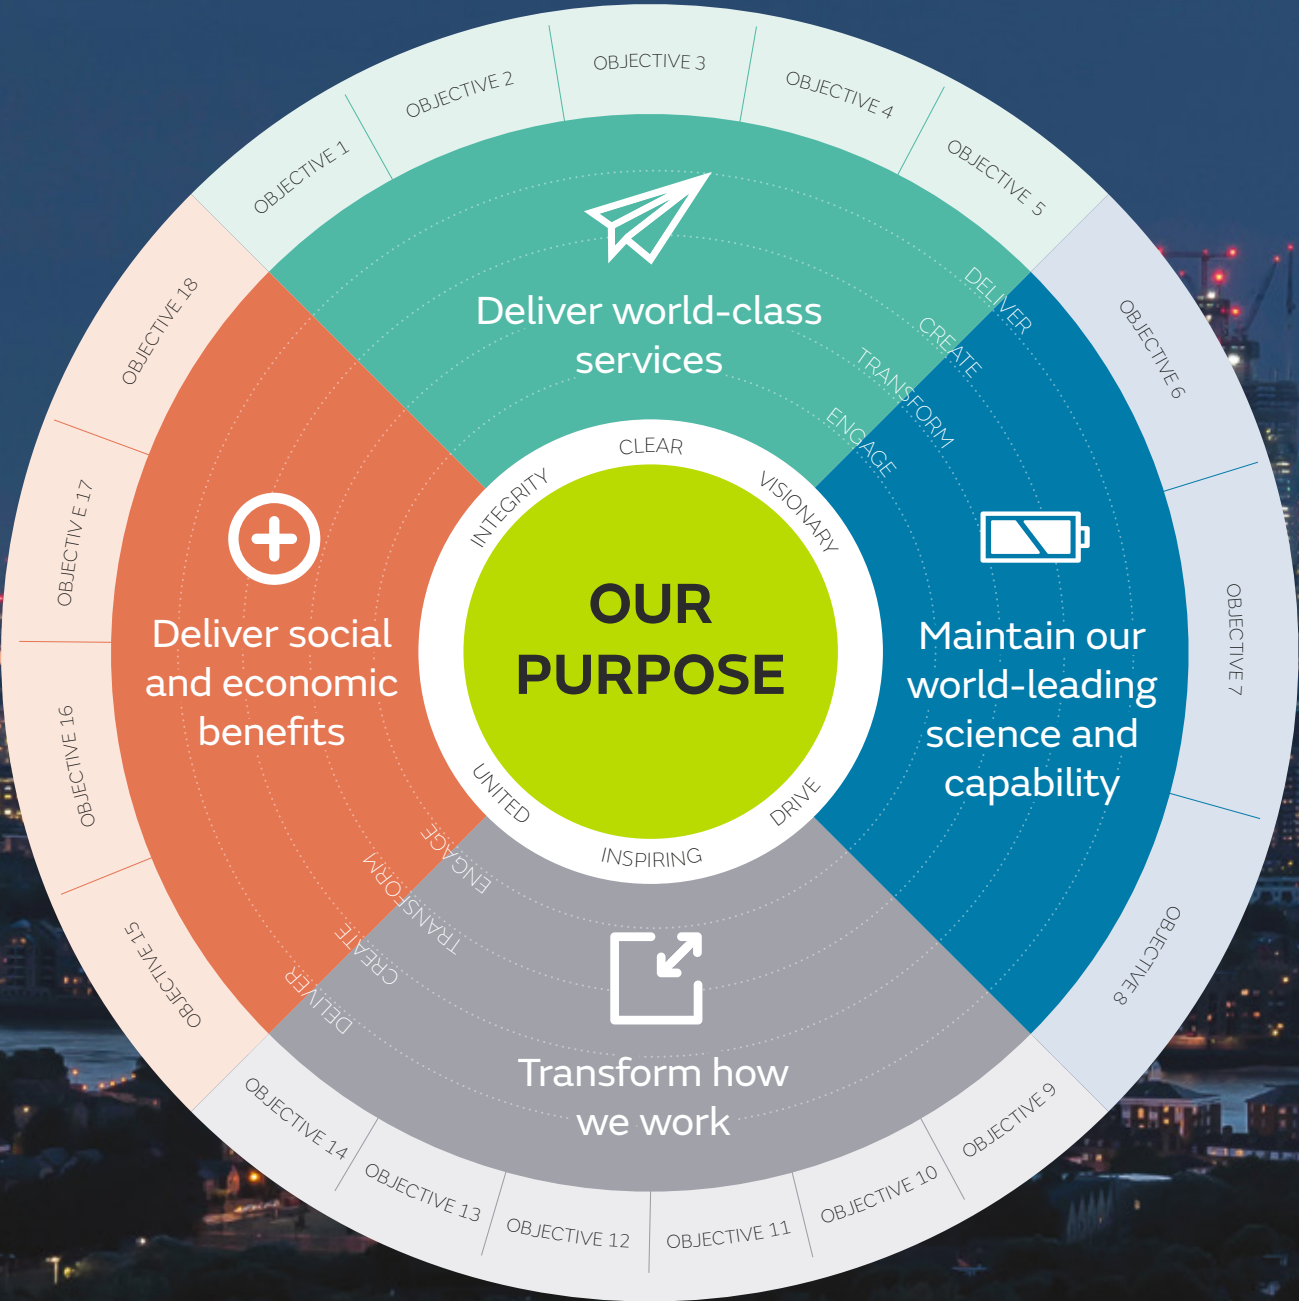 OBJECTIVE 1
OBJECTIVE 2
OBJECTIVE 3
OBJECTIVE 4
OBJECTIVE 5
OBJECTIVE 6
OBJECTIVE 7
OBJECTIVE 8
OBJECTIVE 9
OBJECTIVE 10
OBJECTIVE 11
OBJECTIVE 12
OBJECTIVE 13
OBJECTIVE 14
OBJECTIVE 15
OBJECTIVE 16
OBJECTIVE 17
OBJECTIVE 18
Deliver world-class
services
DELIVER
CREATE
TRANSFORM
ENGAGE
Maintain our
world-leading
science and
capability
Transform how
we work
Deliver social
and economic
benefits
ENGAGE
TRANSFORM
CREATE
DELIVER
INTEGRITY
CLEAR
VISIONARY
DRIVE
INSPIRING
UNITED
OUR
PURPOSE